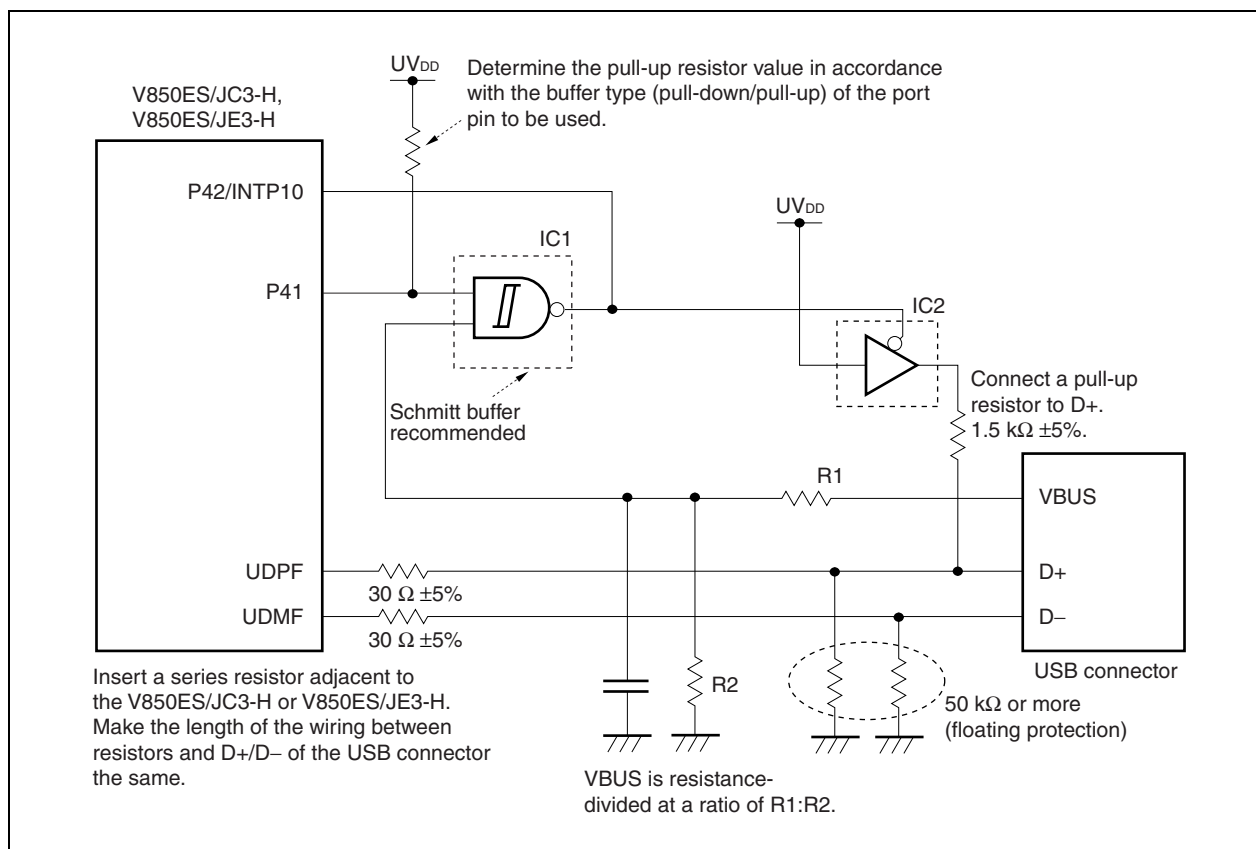 UVDD
Determine the pull-up resistor value in accordance
with the buffer type (pull-down/pull-up) of the port
pin to be used.
V850ES/JC3-H,
V850ES/JE3-H
P42/INTP10
UVDD
IC1
P41
IC2
Schmitt buffer
recommended
Connect a pull-up
resistor to D+.
1.5 kΩ ±5%.
R1
VBUS
UDPF
30 Ω ±5%
D+
UDMF
30 Ω ±5%
D−
USB connector
R2
50 kΩ or more
(floating protection)
Insert a series resistor adjacent to
the V850ES/JC3-H or V850ES/JE3-H.
Make the length of the wiring between
resistors and D+/D− of the USB connector
the same.
VBUS is resistance-
divided at a ratio of R1:R2.